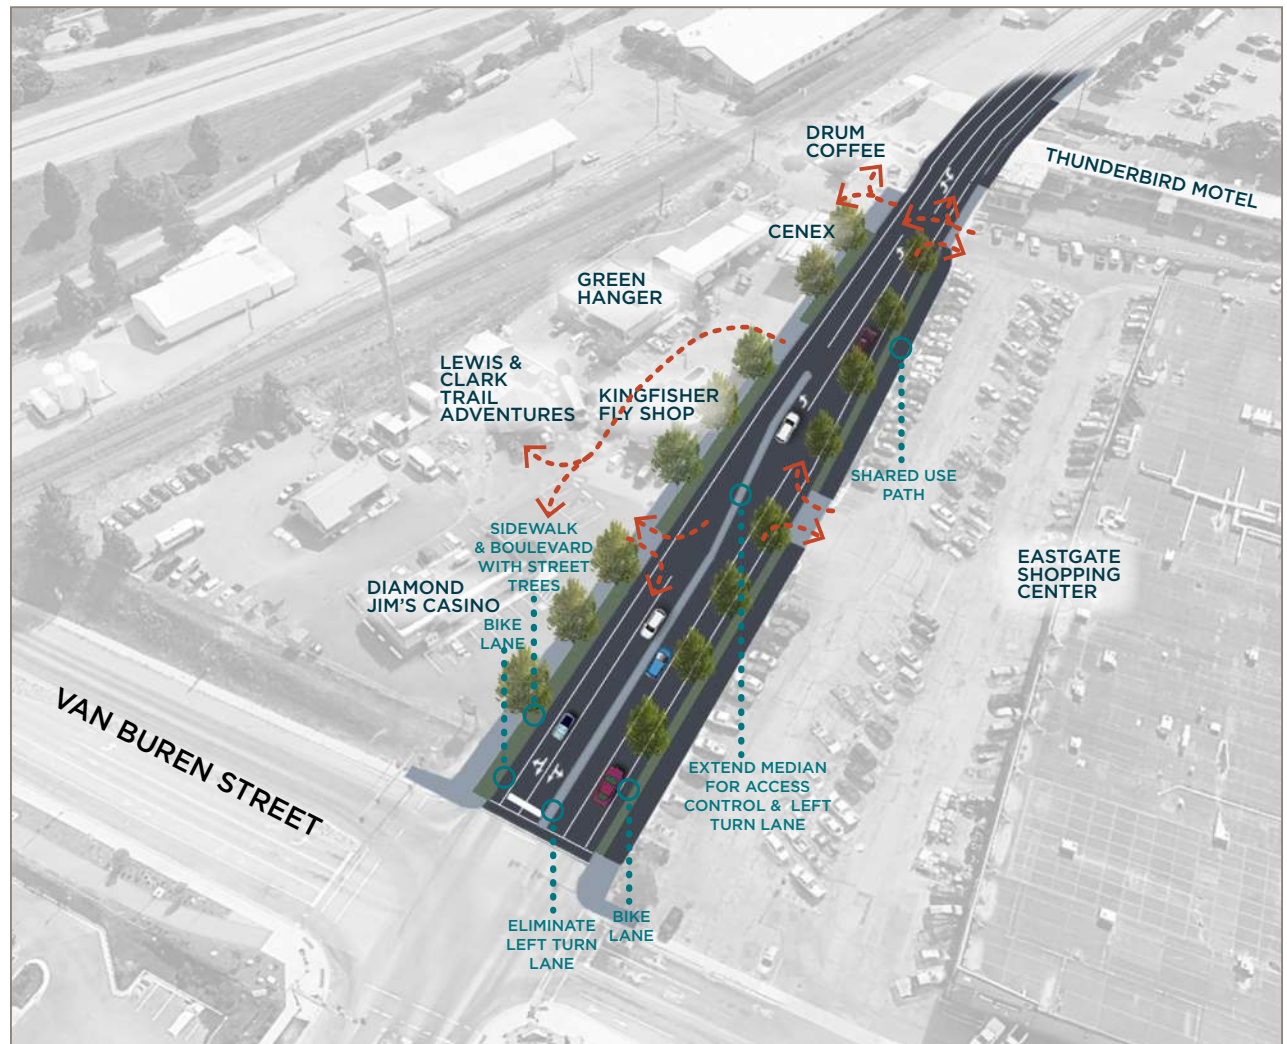 DRUM
COFFEE
THUNDERBIRD MOTEL
CENEX
GREEN
HANGER
LEWIS &
CLARK
TRAIL
ADVENTURES
KINGFISHER
FLY SHOP
SHARED USE
PATH
SIDEWALK
& BOULEVARD
WITH STREET
TREES
EASTGATE
SHOPPING
CENTER
DIAMOND
JIM'S CASINO
BIKE
LANE
VAN BUREN STREET
EXTEND MEDIAN
FOR ACCESS
CONTROL & LEFT
TURN LANE
ELIMINATE
LEFT TURN
LANE
BIKE
LANE